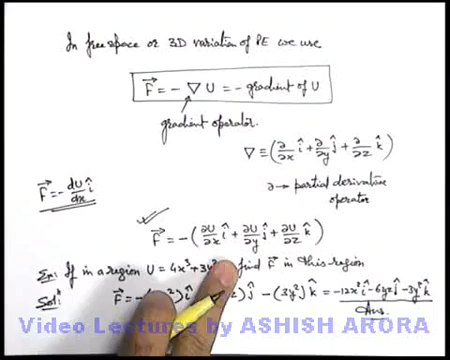 In free space or 3D variation of PE we use
F⃗ = - ∇ U = - gradient of U
gradient operator.
∇ ≡ (∂/∂x î + ∂/∂y ĵ + ∂/∂z k̂)
∂ → partial derivative operator
F⃗ = - dU/dx î
F⃗ = - (∂U/∂x î + ∂U/∂y ĵ + ∂U/∂z k̂)
Ex: If in a region U = 4x³ + 3y² find F⃗ in this region
Solⁿ F⃗ = - ( ²) î ) ĵ - (3y²) k̂ = -12x² î - 6yz ĵ - 3y² k̂
Ans.
Video Lectures by ASHISH ARORA